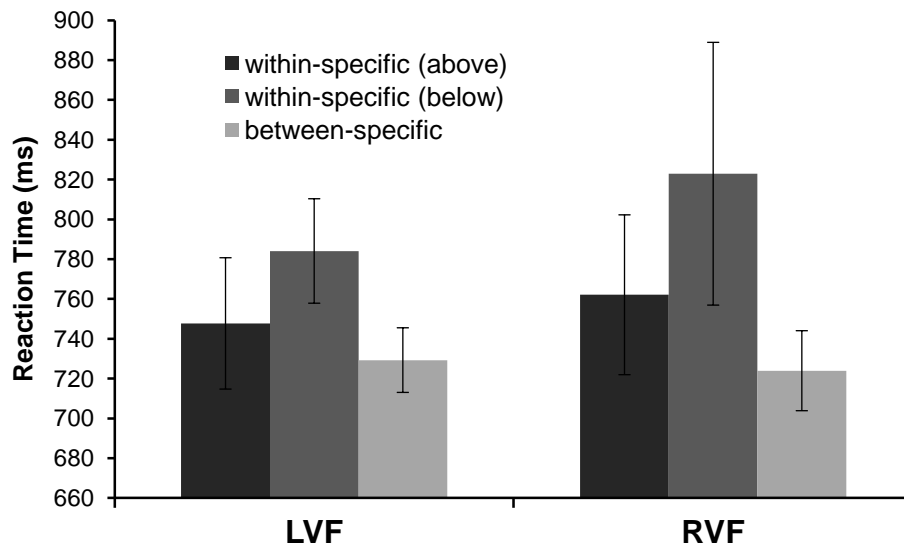 900
880
860
840
820
800
780
760
740
720
700
680
660
Reaction Time (ms)
within-specific (above)
within-specific (below)
between-specific
LVF
RVF